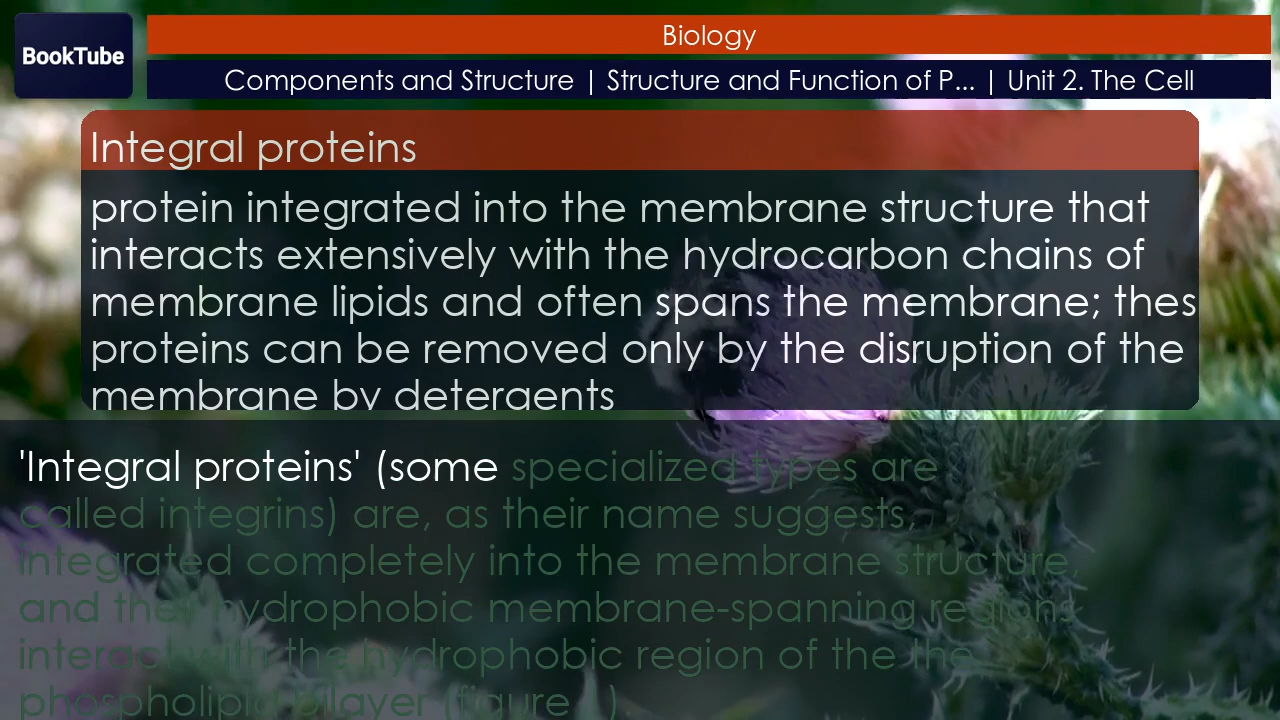 BookTube
Biology
Components and Structure | Structure and Function of P... | Unit 2. The Cell
Integral proteins
protein integrated into the membrane structure that
interacts extensively with the hydrocarbon chains of
membrane lipids and often spans the membrane; thes
proteins can be removed only by the disruption of the
membrane by detergents
'Integral proteins' (some specialized types are
called integrins) are, as their name suggests,
integrated completely into the membrane structure,
and their hydrophobic membrane-spanning regions
interact with the hydrophobic region of the the
phospholipid bilayer (figure ).